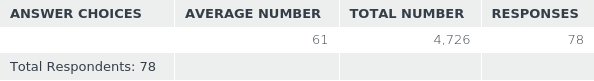 ANSWER CHOICES AVERAGE NUMBER TOTAL NUMBER RESPONSES
61 4,726 78
Total Respondents: 78